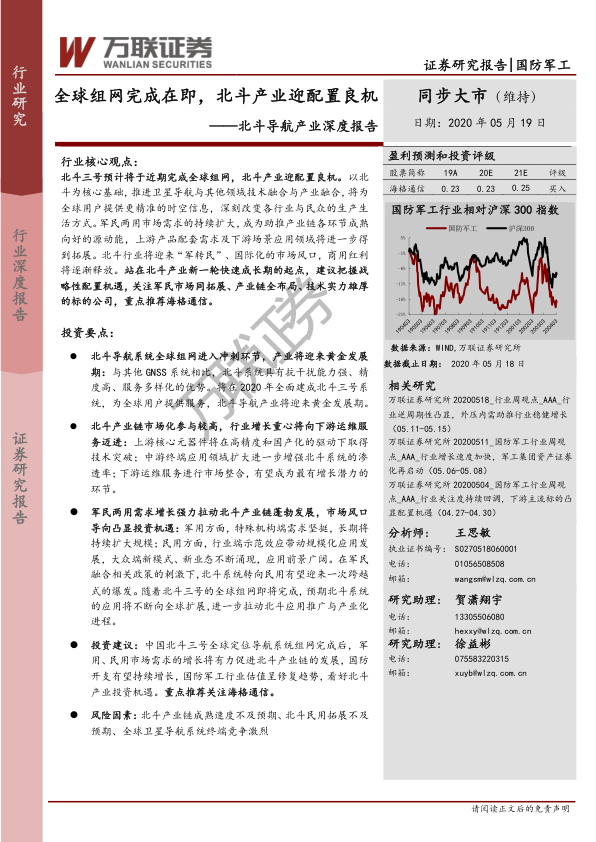 万联证券
WANLIAN SECURITIES
证券研究报告|国防军工
行业研究
行业深度报告
证券研究报告
全球组网完成在即，北斗产业迎配置良机
——北斗导航产业深度报告
同步大市（维持）
日期：2020 年 05 月 19 日
行业核心观点：
北斗三号预计将于近期完成全球组网，北斗产业迎配置良机。以北
斗为核心基础，推进卫星导航与其他领域技术融合与产业融合，将为
全球用户提供更精准的时空信息，深刻改变各行业与民众的生产生
活方式。军民两用市场需求的持续扩大，成为助推产业链各环节成熟
向好的源动能，上游产品配套需求及下游场景应用领域将进一步得
到拓展。北斗行业将迎来“军转民”、国际化的市场风口，商用红利
将逐渐释放。站在北斗产业新一轮快速成长期的起点，建议把握战
略性配置机遇，关注军民市场同拓展、产业链全布局、技术实力雄厚
的标的公司，重点推荐海格通信。
投资要点：
● 北斗导航系统全球组网进入冲刺环节，产业将迎来黄金发展
期：与其他 GNSS 系统相比，北斗系统具有抗干扰能力强、精
度高、服务多样化的优势。将在 2020 年全面建成北斗三号系
统，为全球用户提供服务，北斗导航产业将迎来黄金发展期。
● 北斗产业链市场化参与较高，行业增长重心将向下游运维服
务迈进：上游核心元器件将在高精度和国产化的驱动下取得
技术突破；中游终端应用领域扩大进一步增强北斗系统的渗
透率；下游运维服务进行市场整合，有望成为最有增长潜力的
环节。
● 军民两用需求增长强力拉动北斗产业链蓬勃发展，市场风口
导向凸显投资机遇：军用方面，特殊机构端需求坚挺，长期将
持续扩大规模；民用方面，行业端示范效应带动规模化应用发
展，大众端新模式、新业态不断涌现，应用前景广阔。在军民
融合相关政策的刺激下，北斗系统转向民用有望迎来一次跨越
式的爆发。随着北斗三号的全球组网即将完成，预期北斗系统
的应用将不断向全球扩展，进一步拉动北斗应用推广与产业化
进程。
● 投资建议：中国北斗三号全球定位导航系统组网完成后，军
用、民用市场需求的增长将有力促进北斗产业链的发展，国防
开支有望持续增长，国防军工行业估值呈修复趋势，看好北斗
产业投资机遇。重点推荐关注海格通信。
● 风险因素：北斗产业链成熟速度不及预期、北斗民用拓展不及
预期、全球卫星导航系统终端竞争激烈
盈利预测和投资评级
股票简称 19A 20E 21E 评级
海格通信 0.23 0.23 0.25 买入
国防军工行业相对沪深 300 指数
国防军工 沪深300
数据来源：WIND，万联证券研究所
数据截止日期： 2020 年 05 月 18 日
相关研究
万联证券研究所 20200518_行业周观点_AAA_行
业逆周期性凸显，外压内需助推行业稳健增长
（05.11-05.15）
万联证券研究所 20200511_国防军工行业周观
点_AAA_行业增长速度加快，军工集团资产证券
化再启动（05.06-05.08）
万联证券研究所 20200504_国防军工行业周观
点_AAA_行业关注度持续回调，下游主流标的凸
显配置机遇（04.27-04.30）
分析师： 王思敏
执业证书编号： S0270518060001
电话： 01056508508
邮箱： wangsm@wlzq.com.cn
研究助理： 贺潇翔宇
电话： 13305506080
邮箱： hexxy@wlzq.com.cn
研究助理： 徐益彬
电话： 075583220315
邮箱： xuyb@wlzq.com.cn
万联证券
请阅读正文后的免责声明